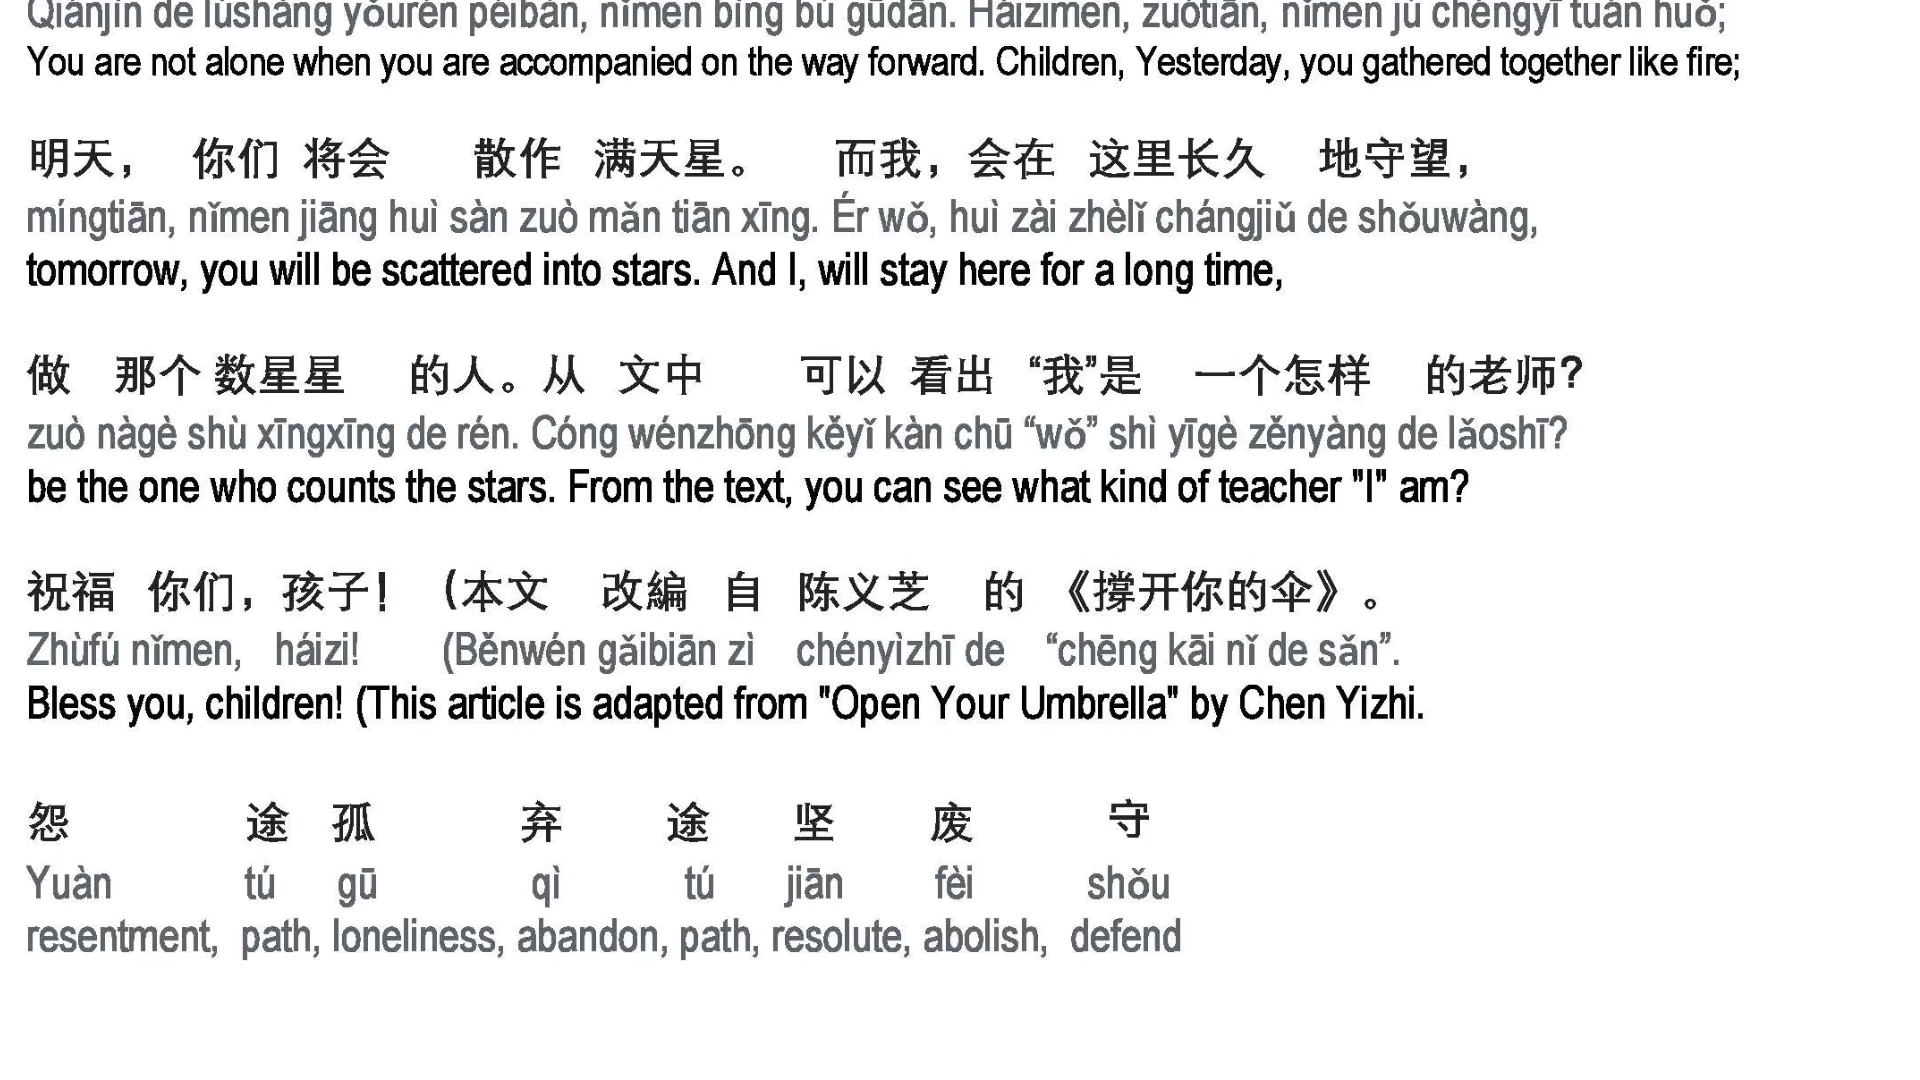 Qiánjìn de lùshàng yǒurén péibàn, nǐmen bìng bù gūdān. Háizimen, zuótiān, nǐmen jù chéngyī tuán huǒ;
You are not alone when you are accompanied on the way forward. Children, Yesterday, you gathered together like fire;
明天， 你们 将会 散作 满天星。 而我，会在 这里长久 地守望，
míngtiān, nǐmen jiāng huì sàn zuò mǎn tiān xīng. Ér wǒ, huì zài zhèlǐ chángjiǔ de shǒuwàng,
tomorrow, you will be scattered into stars. And I, will stay here for a long time,
做 那个 数星星 的人。从 文中 可以 看出 “我”是 一个怎样 的老师?
zuò nàgè shù xīngxīng de rén. Cóng wénzhōng kěyǐ kàn chū “wǒ” shì yīgè zěnyàng de lǎoshī?
be the one who counts the stars. From the text, you can see what kind of teacher "I" am?
祝福 你们，孩子! (本文 改編 自 陈义芝 的 《撑开你的伞》。
Zhùfú nǐmen, háizi! (Běnwén gǎibiān zì chényìzhī de “chēng kāi nǐ de sǎn”.
Bless you, children! (This article is adapted from "Open Your Umbrella" by Chen Yizhi.
怨 途 孤 弃 途 坚 废 守
Yuàn tú gū qì tú jiān fèi shǒu
resentment, path, loneliness, abandon, path, resolute, abolish, defend